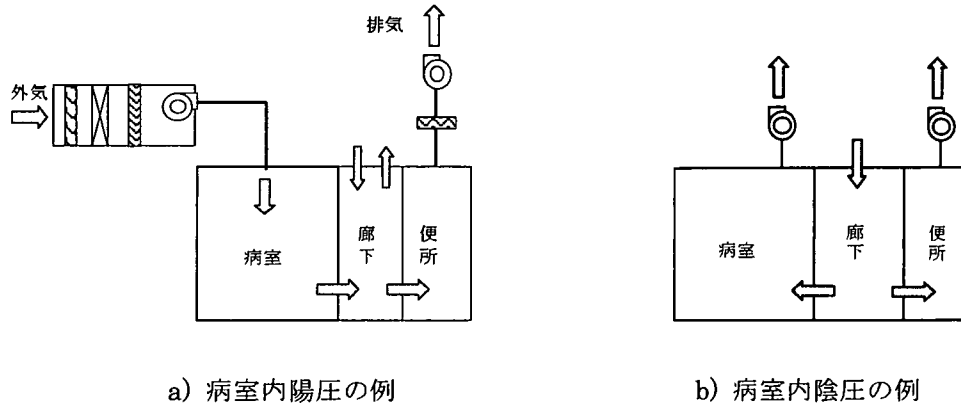 排気
外気
病室
廊下
便所
病室
廊下
便所
a) 病室内陽圧の例
b) 病室内陰圧の例